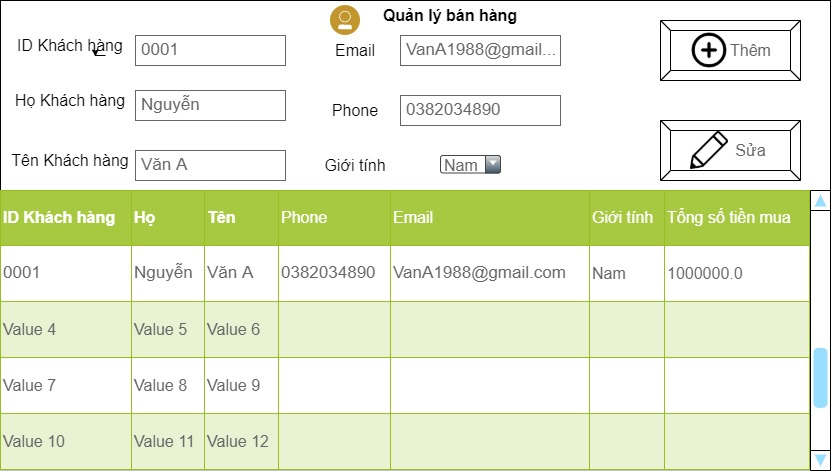 Quản lý bán hàng
ID Khách hàng 0001 Email VanA1988@gmail... Thêm
Họ Khách hàng Nguyễn Phone 0382034890
Tên Khách hàng Văn A Giới tính Nam Sửa
ID Khách hàng Họ Tên Phone Email Giới tính Tổng số tiền mua
0001 Nguyễn Văn A 0382034890 VanA1988@gmail.com Nam 1000000.0
Value 4 Value 5 Value 6
Value 7 Value 8 Value 9
Value 10 Value 11 Value 12